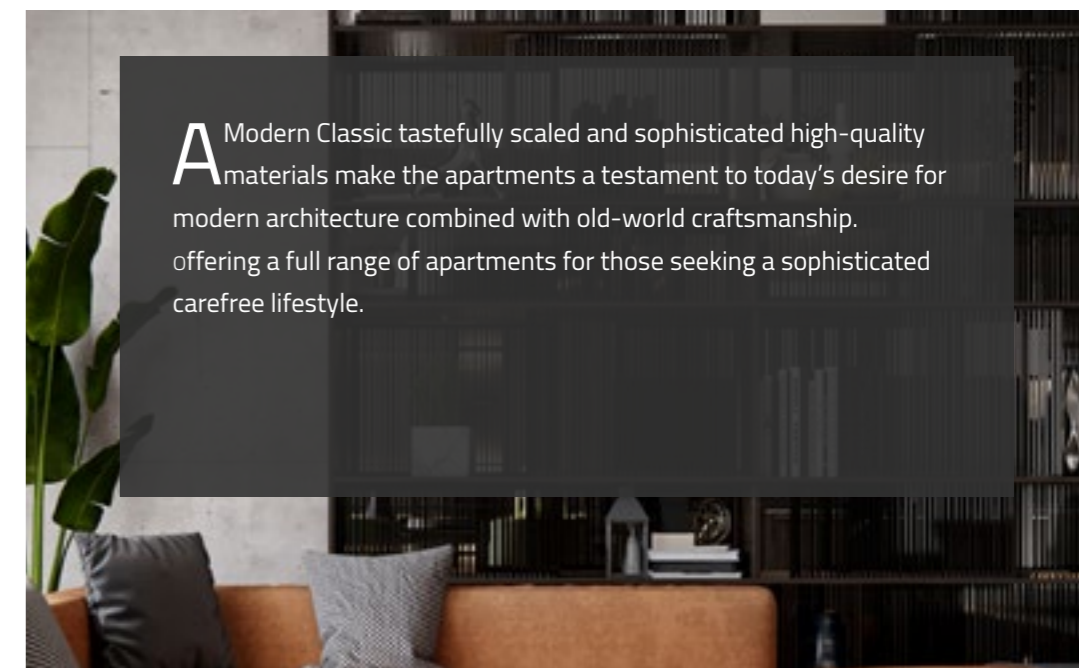 A Modern Classic tastefully scaled and sophisticated high-quality
materials make the apartments a testament to today’s desire for
modern architecture combined with old-world craftsmanship.
offering a full range of apartments for those seeking a sophisticated
carefree lifestyle.